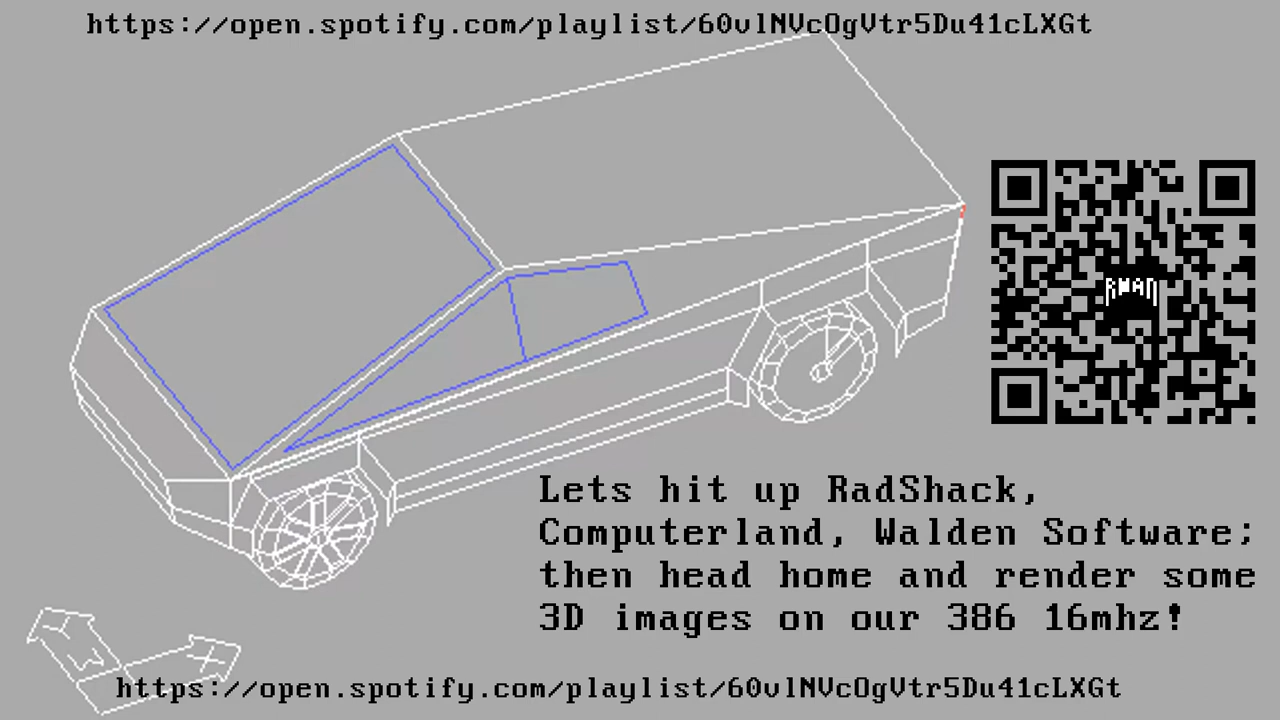 https://open.spotify.com/playlist/60vlNVcOgVtr5Du41cLXGt
RMAN
Lets hit up RadShack,
Computerland, Walden Software;
then head home and render some
3D images on our 386 16mhz!
Y
X
https://open.spotify.com/playlist/60vlNVcOgVtr5Du41cLXGt